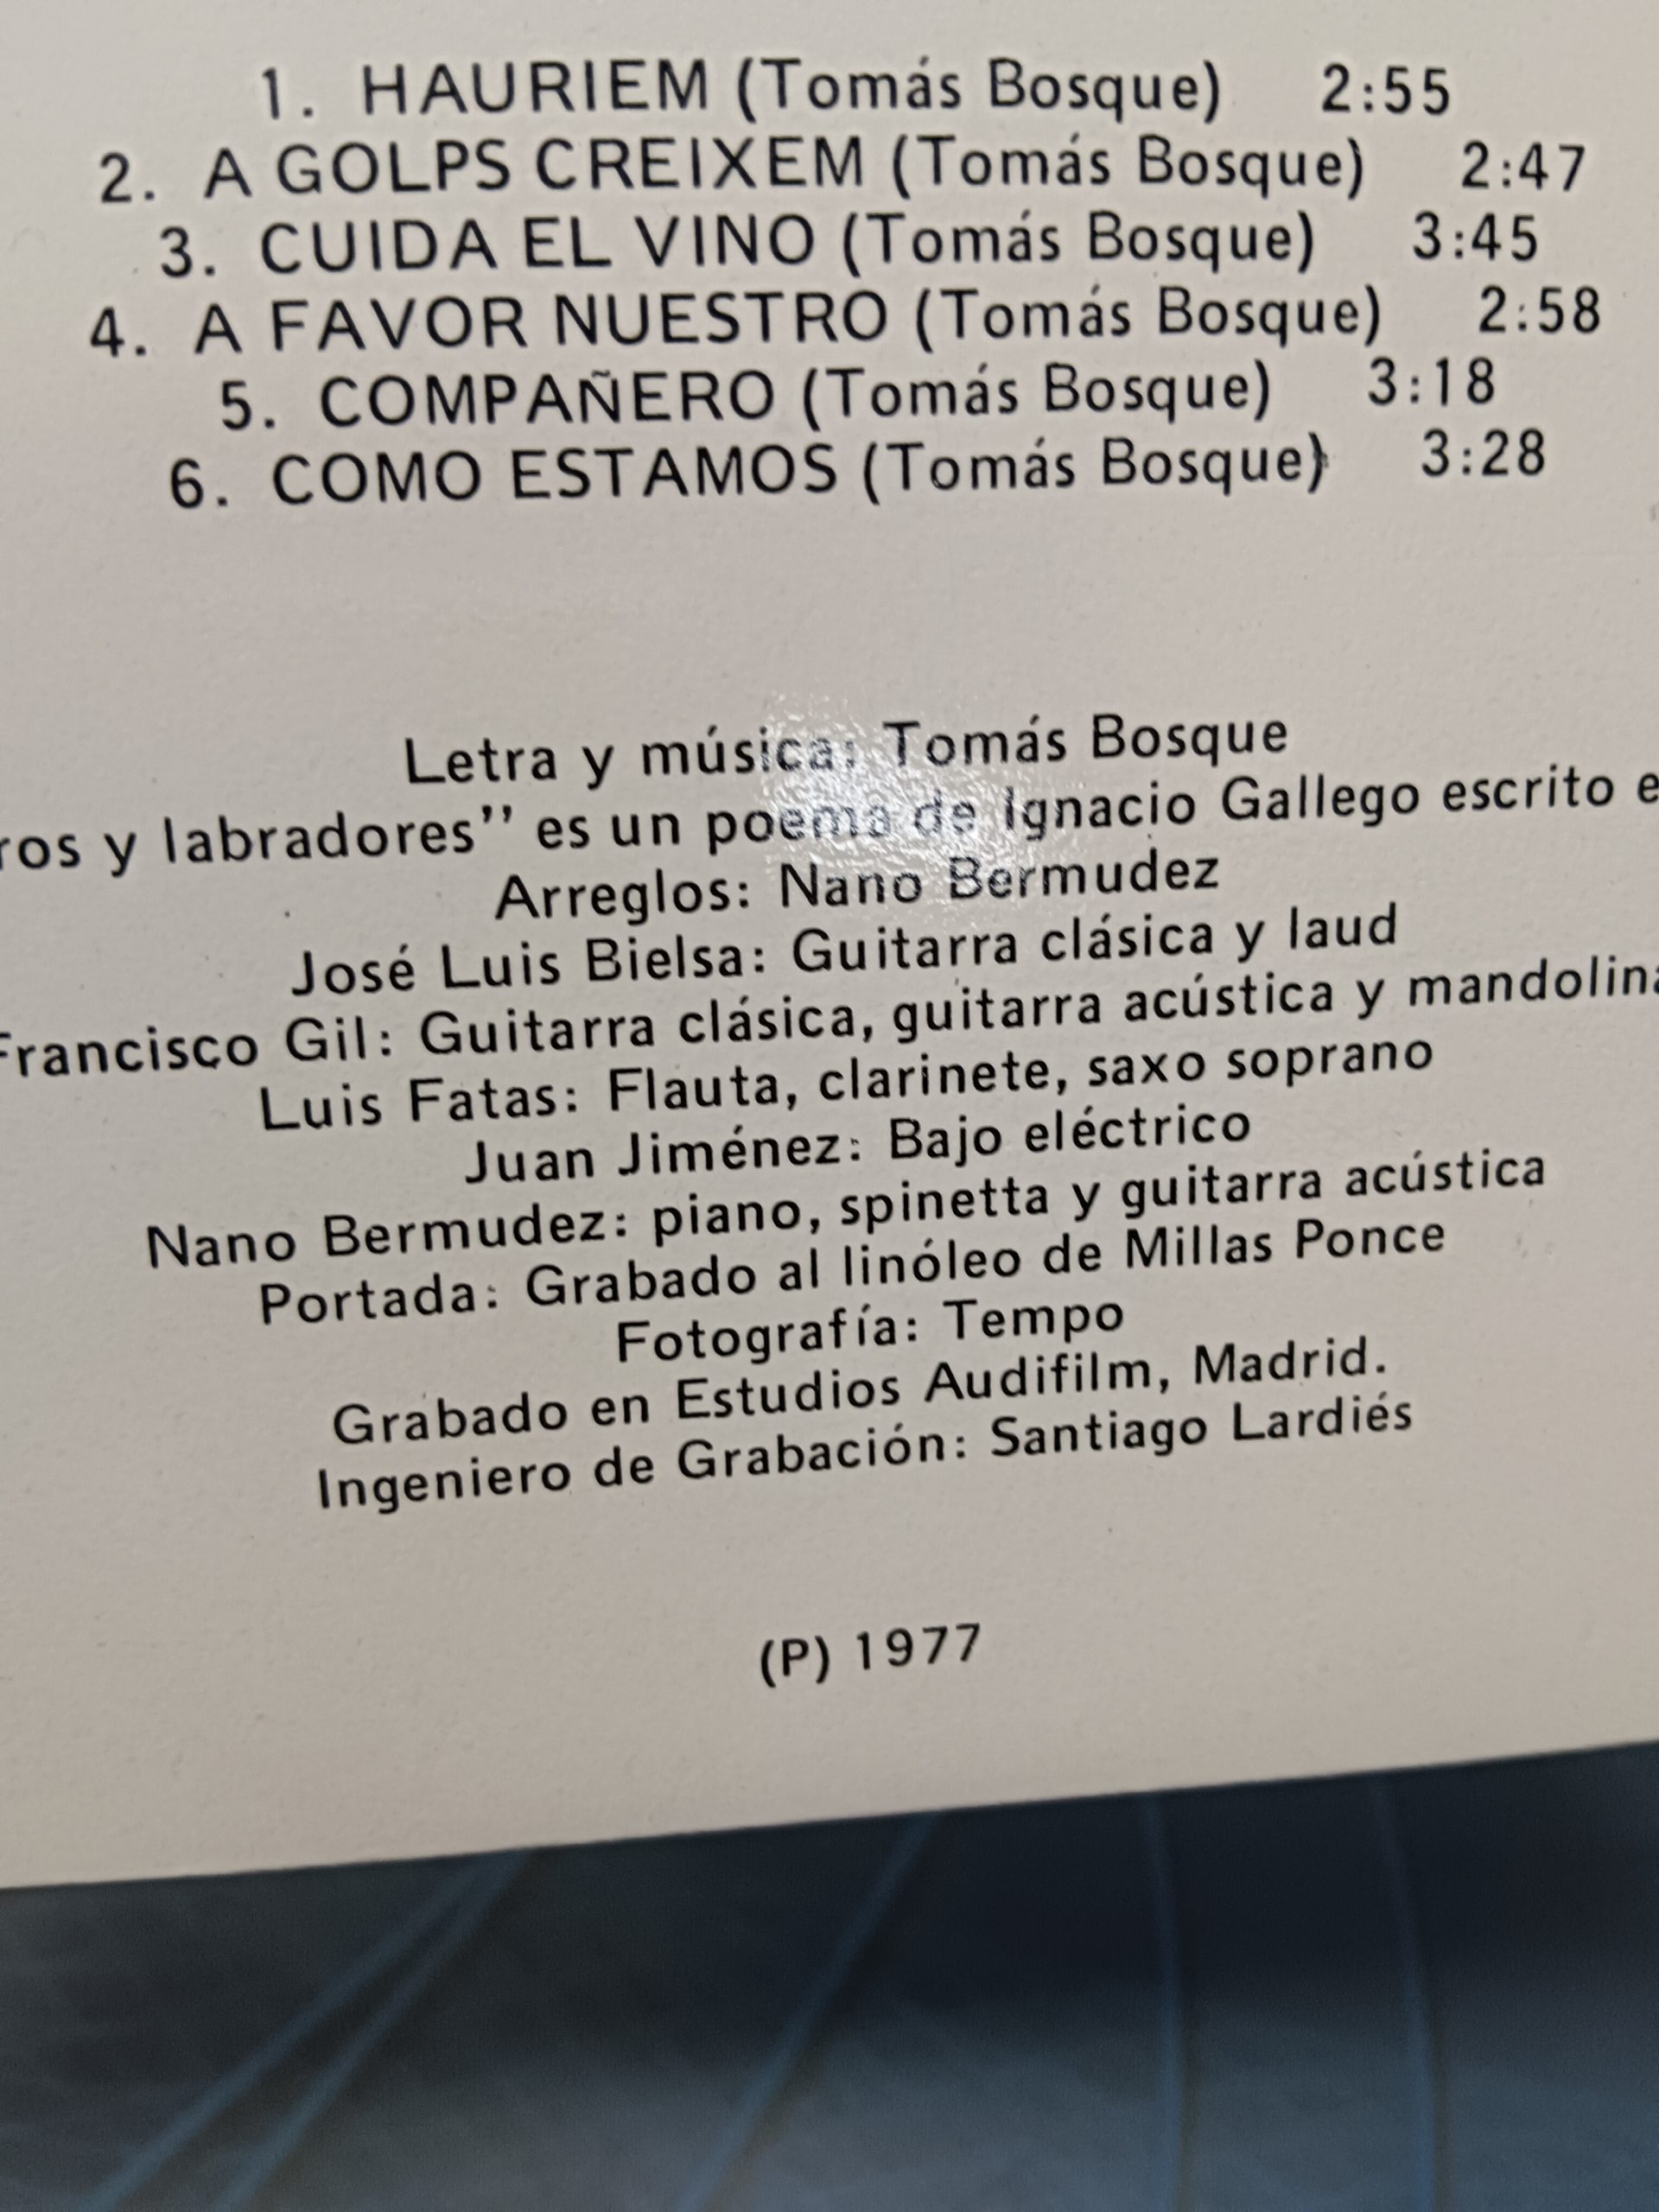 1. HAURIEM (Tomás Bosque) 2:55
2. A GOLPS CREIXEM (Tomás Bosque) 2:47
3. CUIDA EL VINO (Tomás Bosque) 3:45
4. A FAVOR NUESTRO (Tomás Bosque) 2:58
5. COMPAÑERO (Tomás Bosque) 3:18
6. COMO ESTAMOS (Tomás Bosque) 3:28
Letra y música: Tomás Bosque
y labradores’’ es un poema de Ignacio Gallego escrito
Arreglos: Nano Bermudez
José Luis Bielsa: Guitarra clásica y laud
Francisco Gil: Guitarra clásica, guitarra acústica y mandolina
Luis Fatas: Flauta, clarinete, saxo soprano
Juan Jiménez: Bajo eléctrico
Nano Bermudez: piano, spinetta y guitarra acústica
Portada: Grabado al linóleo de Millas Ponce
Fotografía: Tempo
Grabado en Estudios Audifilm, Madrid.
Ingeniero de Grabación: Santiago Lardiés
(P) 1977